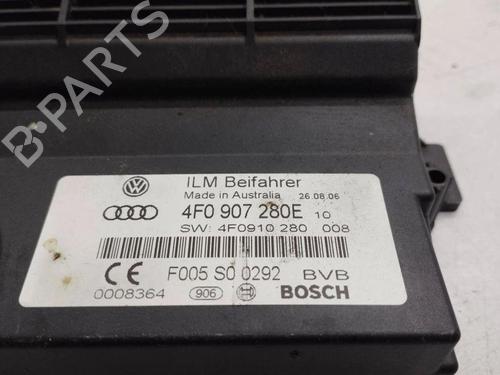 ILM Beifahrer
Made in Australia 26.08.06
4F0 907 280E 10
SW: 4F0910 280 008
F005 S0 0292 BVB
0008364 906 BOSCH
B-PARTS